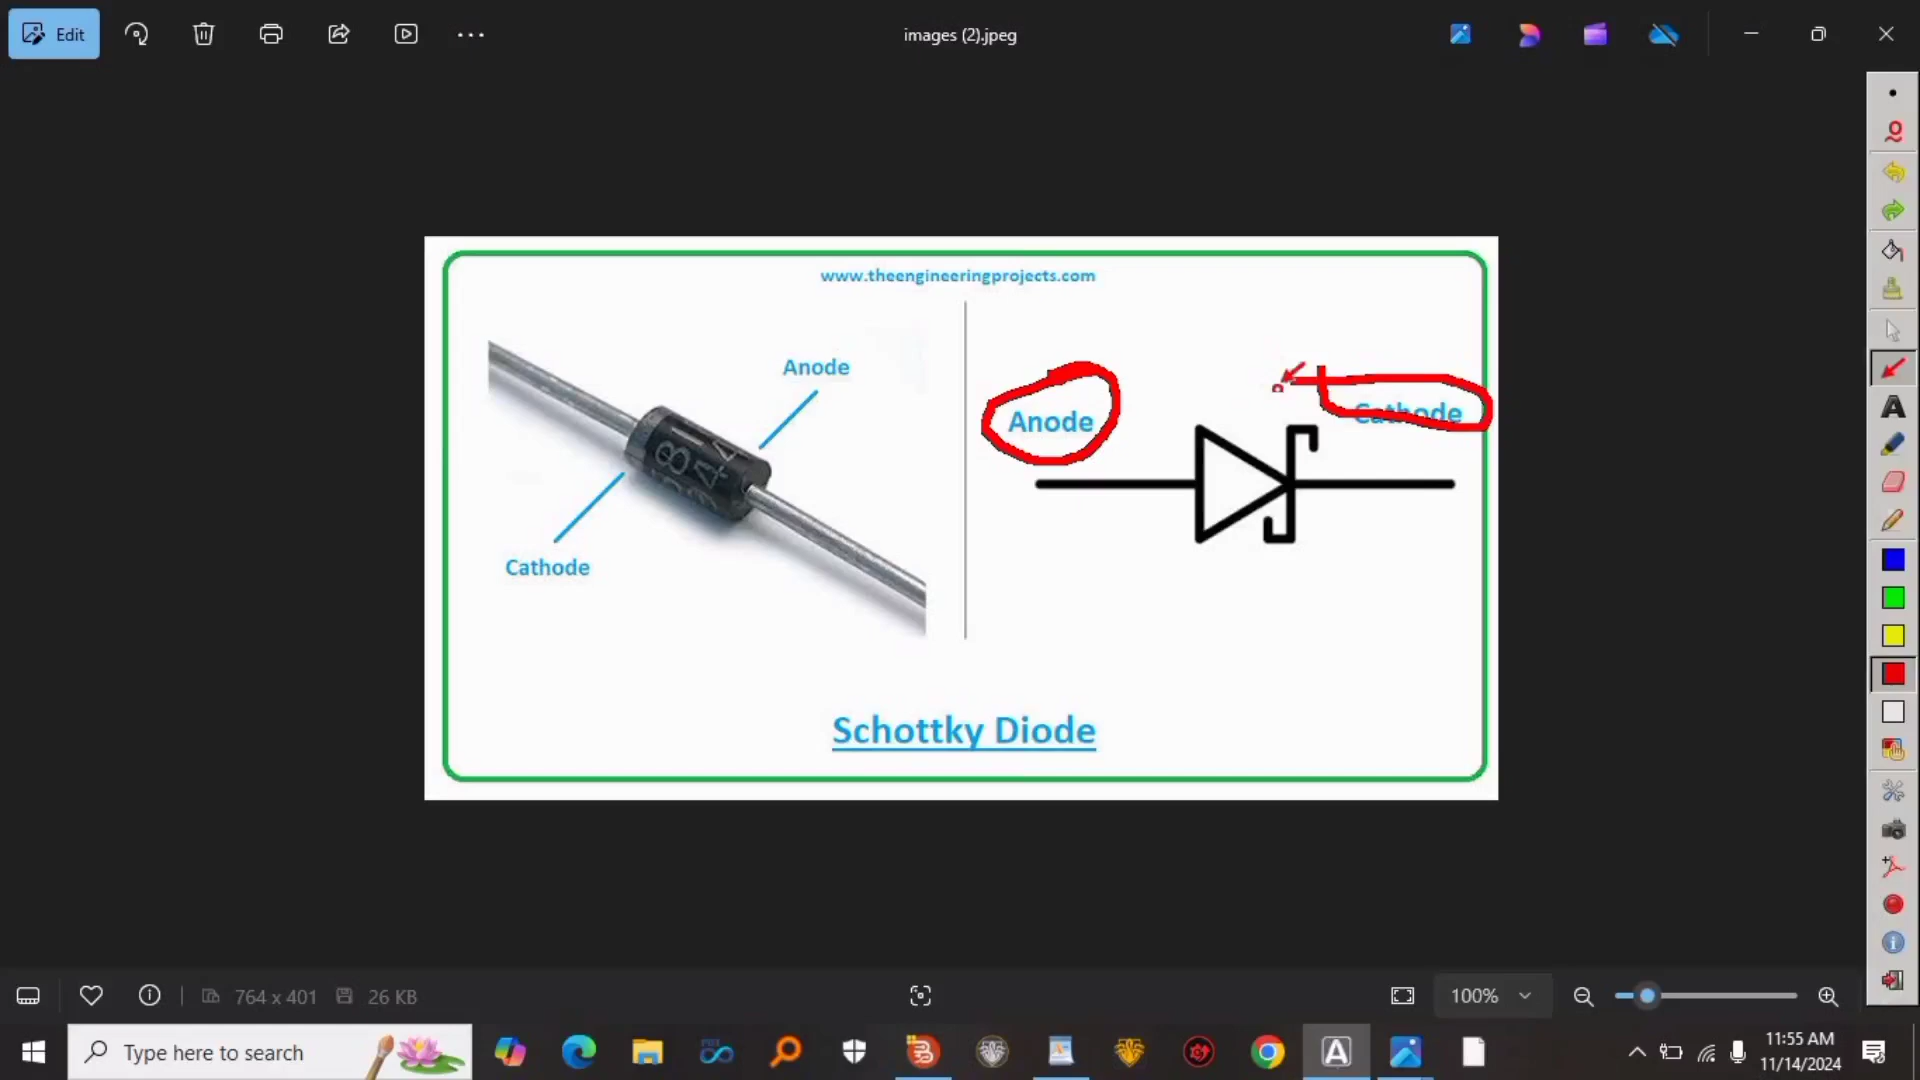 Edit
images (2).jpeg
www.theengineeringprojects.com
Anode
Anode
Cathode
Cathode
Schottky Diode
764 x 401
26 KB
100%
Type here to search
11:55 AM
11/14/2024